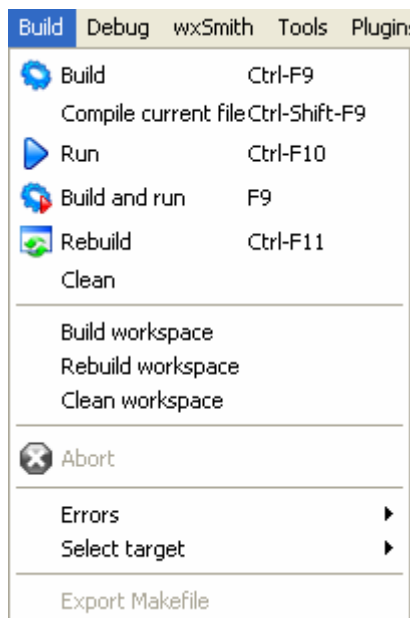 Build Debug wxSmith Tools Plugins
Build Ctrl-F9
Compile current file Ctrl-Shift-F9
Run Ctrl-F10
Build and run F9
Rebuild Ctrl-F11
Clean
Build workspace
Rebuild workspace
Clean workspace
Abort
Errors
Select target
Export Makefile